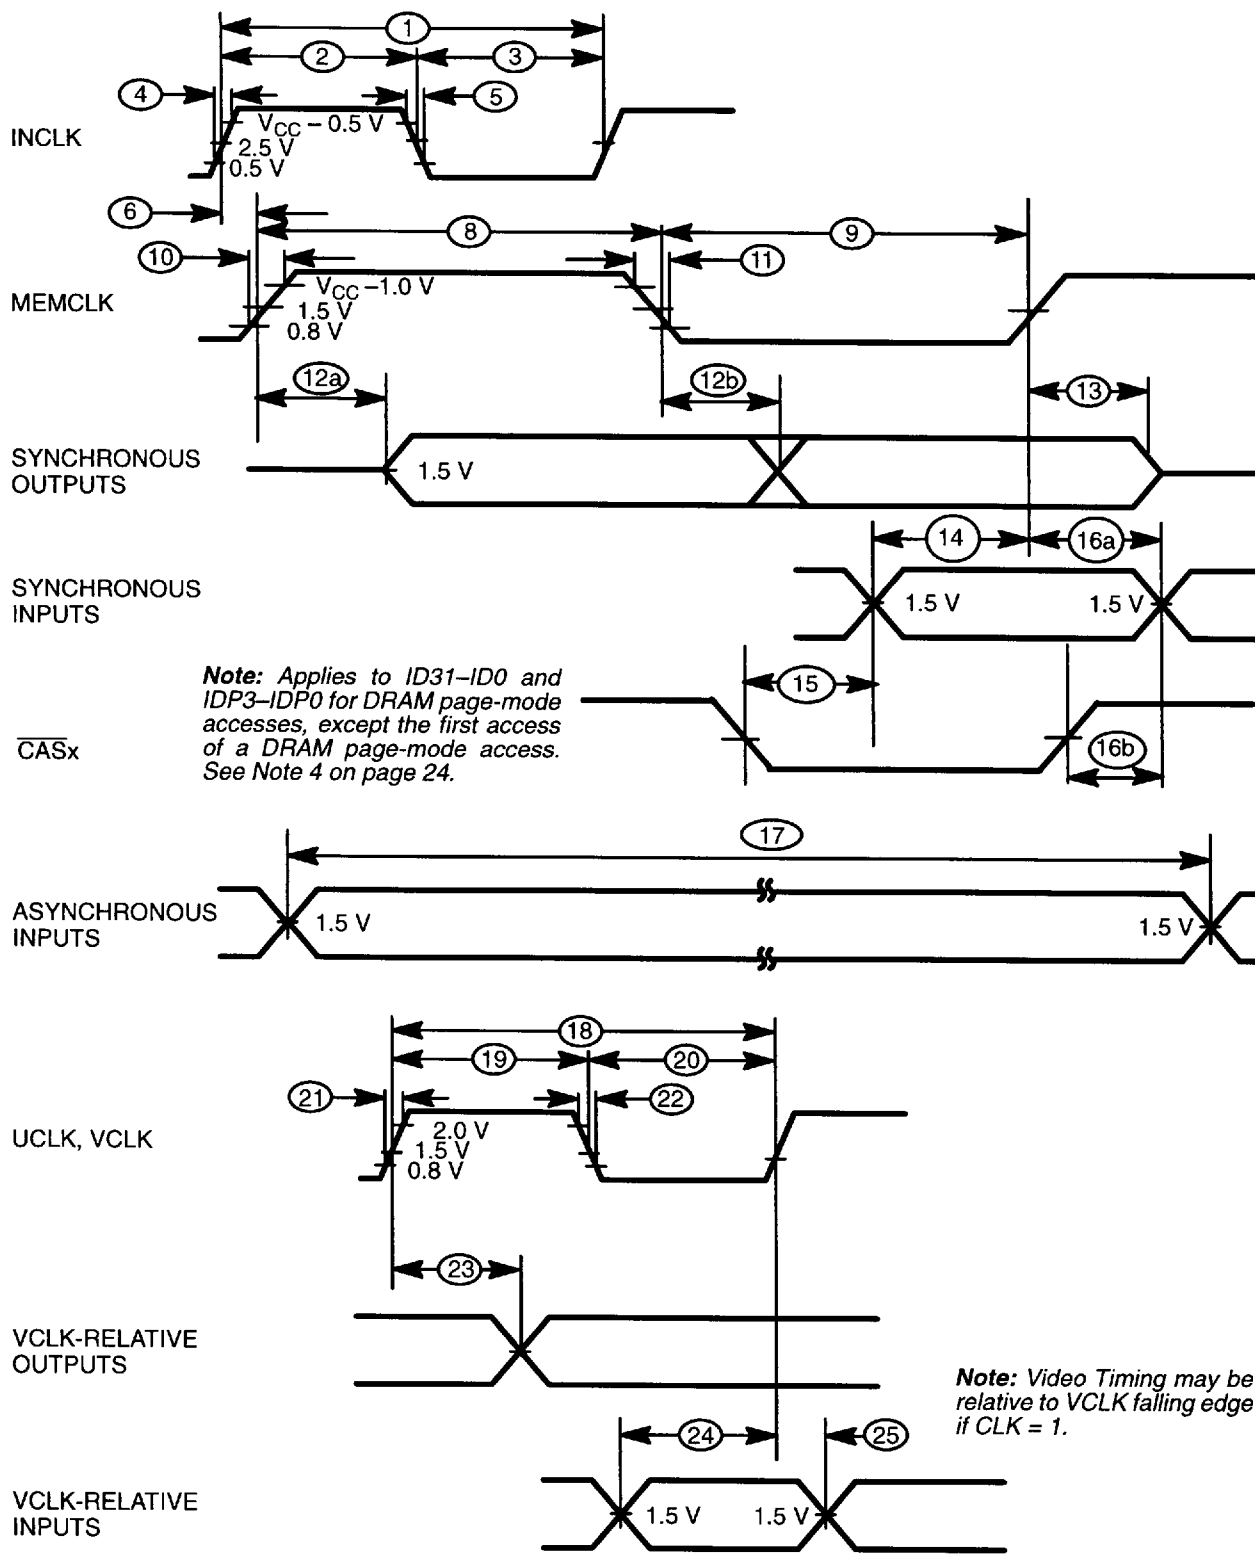 1
2
3
4
5
INCLK
V_CC – 0.5 V
2.5 V
0.5 V
6
8
9
10
11
MEMCLK
V_CC –1.0 V
1.5 V
0.8 V
12a
12b
13
SYNCHRONOUS
OUTPUTS
1.5 V
14
16a
SYNCHRONOUS
INPUTS
1.5 V
1.5 V
Note: Applies to ID31–ID0 and
IDP3–IDP0 for DRAM page-mode
accesses, except the first access
of a DRAM page-mode access.
See Note 4 on page 24.
15
CASx
16b
17
ASYNCHRONOUS
INPUTS
1.5 V
1.5 V
18
19
20
21
22
UCLK, VCLK
2.0 V
1.5 V
0.8 V
23
VCLK-RELATIVE
OUTPUTS
Note: Video Timing may be
relative to VCLK falling edge
if CLK = 1.
24
25
VCLK-RELATIVE
INPUTS
1.5 V
1.5 V